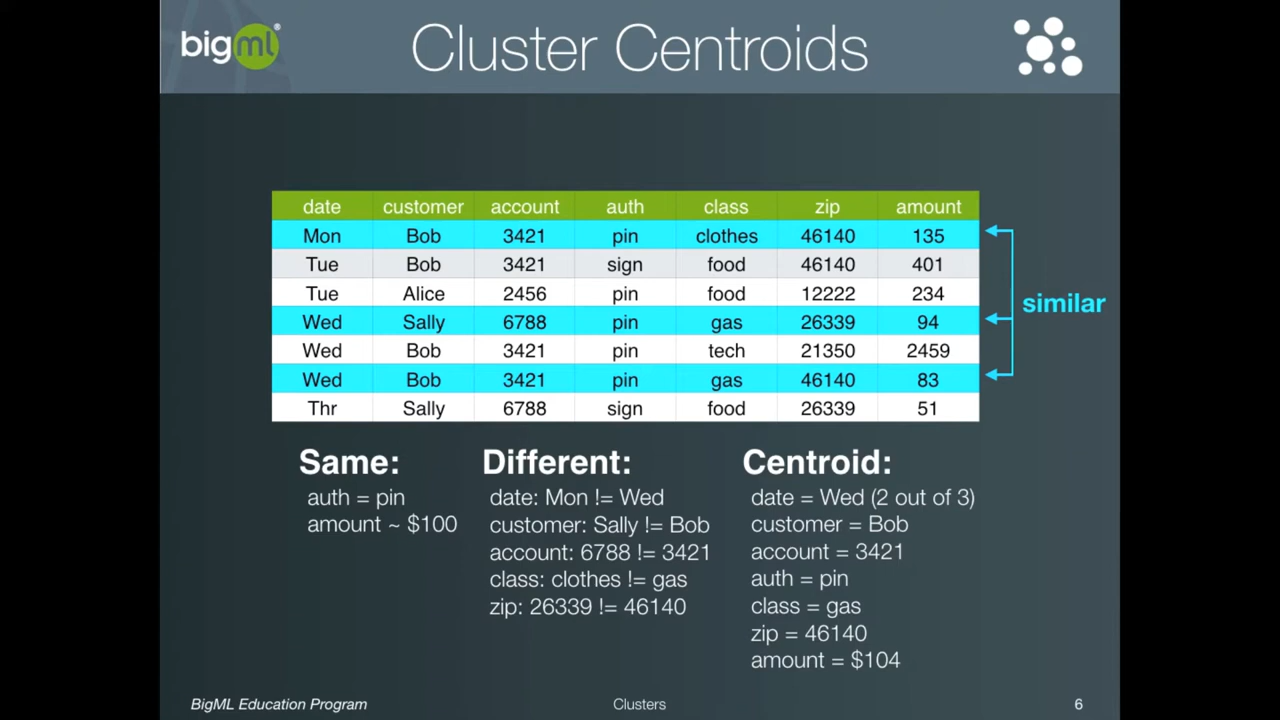 bigml®
Cluster Centroids
date customer account auth class zip amount
Mon Bob 3421 pin clothes 46140 135
Tue Bob 3421 sign food 46140 401
Tue Alice 2456 pin food 12222 234
Wed Sally 6788 pin gas 26339 94
Wed Bob 3421 pin tech 21350 2459
Wed Bob 3421 pin gas 46140 83
Thr Sally 6788 sign food 26339 51
similar
Same:
auth = pin
amount ~ $100
Different:
date: Mon != Wed
customer: Sally != Bob
account: 6788 != 3421
class: clothes != gas
zip: 26339 != 46140
Centroid:
date = Wed (2 out of 3)
customer = Bob
account = 3421
auth = pin
class = gas
zip = 46140
amount = $104
BigML Education Program
Clusters
6